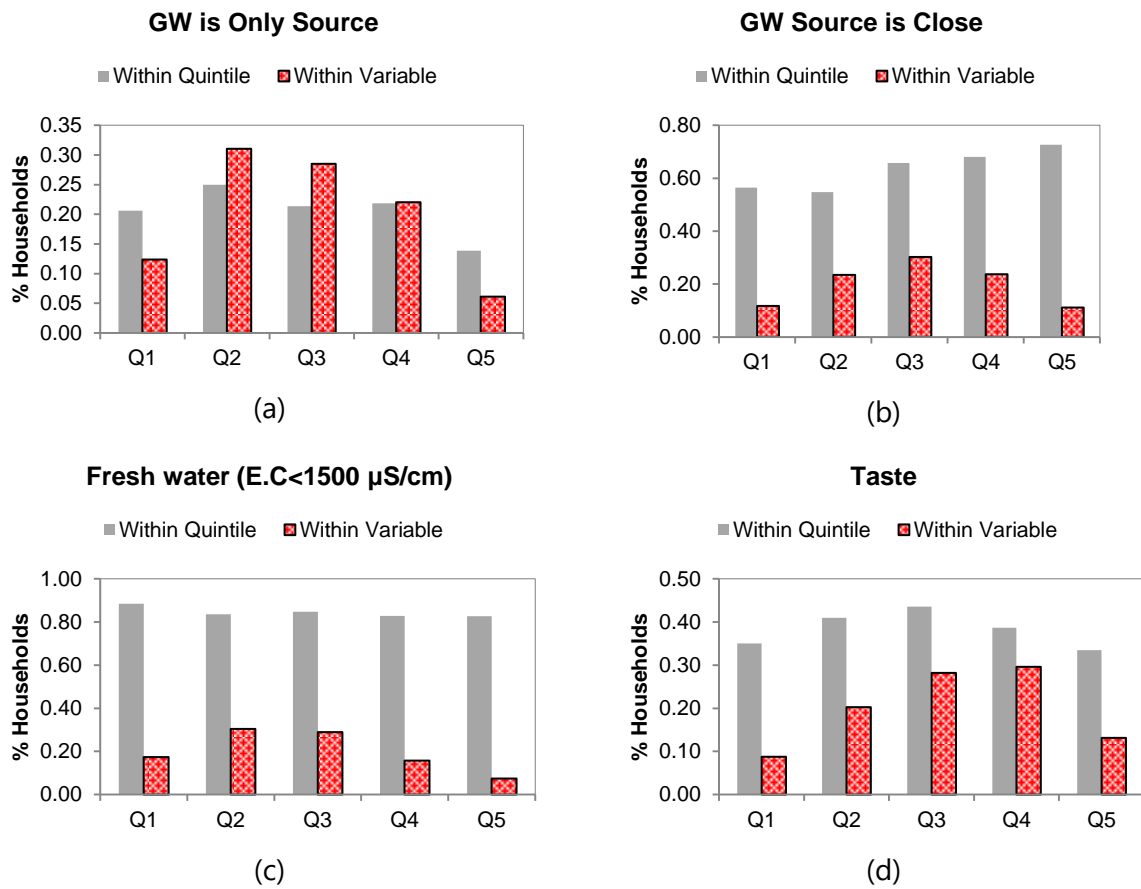 GW is Only Source
Within Quintile Within Variable
% Households
0.35
0.30
0.25
0.20
0.15
0.10
0.05
0.00
Q1 Q2 Q3 Q4 Q5
(a)
GW Source is Close
Within Quintile Within Variable
% Households
0.80
0.60
0.40
0.20
0.00
Q1 Q2 Q3 Q4 Q5
(b)
Fresh water (E.C<1500 µS/cm)
Within Quintile Within Variable
% Households
1.00
0.80
0.60
0.40
0.20
0.00
Q1 Q2 Q3 Q4 Q5
(c)
Taste
Within Quintile Within Variable
% Households
0.50
0.40
0.30
0.20
0.10
0.00
Q1 Q2 Q3 Q4 Q5
(d)